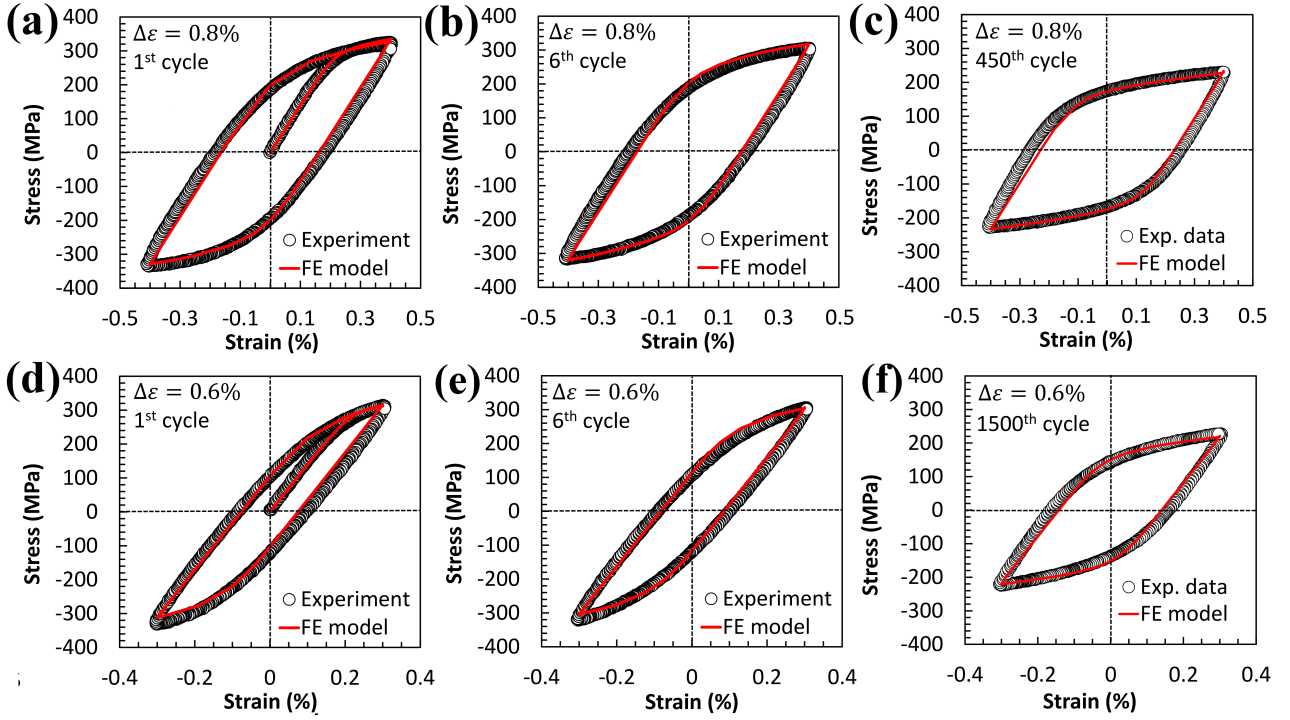 (a)
Δε = 0.8%
1st cycle
400
300
200
100
0
-100
-200
-300
-400
Stress (MPa)
Experiment
FE model
-0.5 -0.3 -0.1 0.1 0.3 0.5
Strain (%)
(b)
Δε = 0.8%
6th cycle
400
300
200
100
0
-100
-200
-300
-400
Stress (MPa)
Experiment
FE model
-0.5 -0.3 -0.1 0.1 0.3 0.5
Strain (%)
(c)
Δε = 0.8%
450th cycle
400
300
200
100
0
-100
-200
-300
-400
Stress (MPa)
Exp. data
FE model
-0.5 -0.3 -0.1 0.1 0.3 0.5
Strain (%)
(d)
Δε = 0.6%
1st cycle
400
300
200
100
0
-100
-200
-300
-400
Stress (MPa)
Experiment
FE model
-0.4 -0.2 0 0.2 0.4
Strain (%)
(e)
Δε = 0.6%
6th cycle
400
300
200
100
0
-100
-200
-300
-400
Stress (MPa)
Experiment
FE model
-0.4 -0.2 0 0.2 0.4
Strain (%)
(f)
Δε = 0.6%
1500th cycle
400
300
200
100
0
-100
-200
-300
-400
Stress (MPa)
Exp. data
FE model
-0.4 -0.2 0 0.2 0.4
Strain (%)